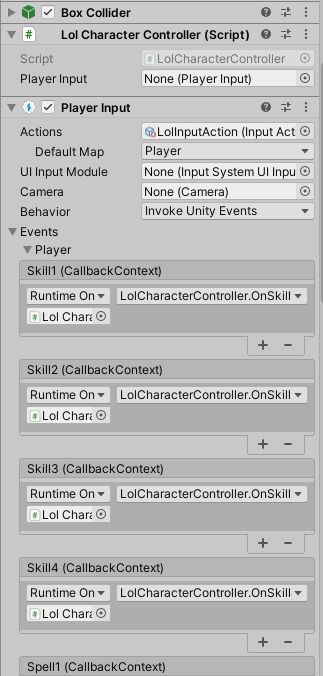 Box Collider
# Lol Character Controller (Script)
Script # LolCharacterController
Player Input None (Player Input)
Player Input
Actions LolInputAction (Input Act
Default Map Player
UI Input Module None (Input System UI Inpu
Camera None (Camera)
Behavior Invoke Unity Events
Events
Player
Skill1 (CallbackContext)
Runtime On LolCharacterController.OnSkill
# Lol Chara
+ −
Skill2 (CallbackContext)
Runtime On LolCharacterController.OnSkill
# Lol Chara
+ −
Skill3 (CallbackContext)
Runtime On LolCharacterController.OnSkill
# Lol Chara
+ −
Skill4 (CallbackContext)
Runtime On LolCharacterController.OnSkill
# Lol Chara
+ −
Spell1 (CallbackContext)